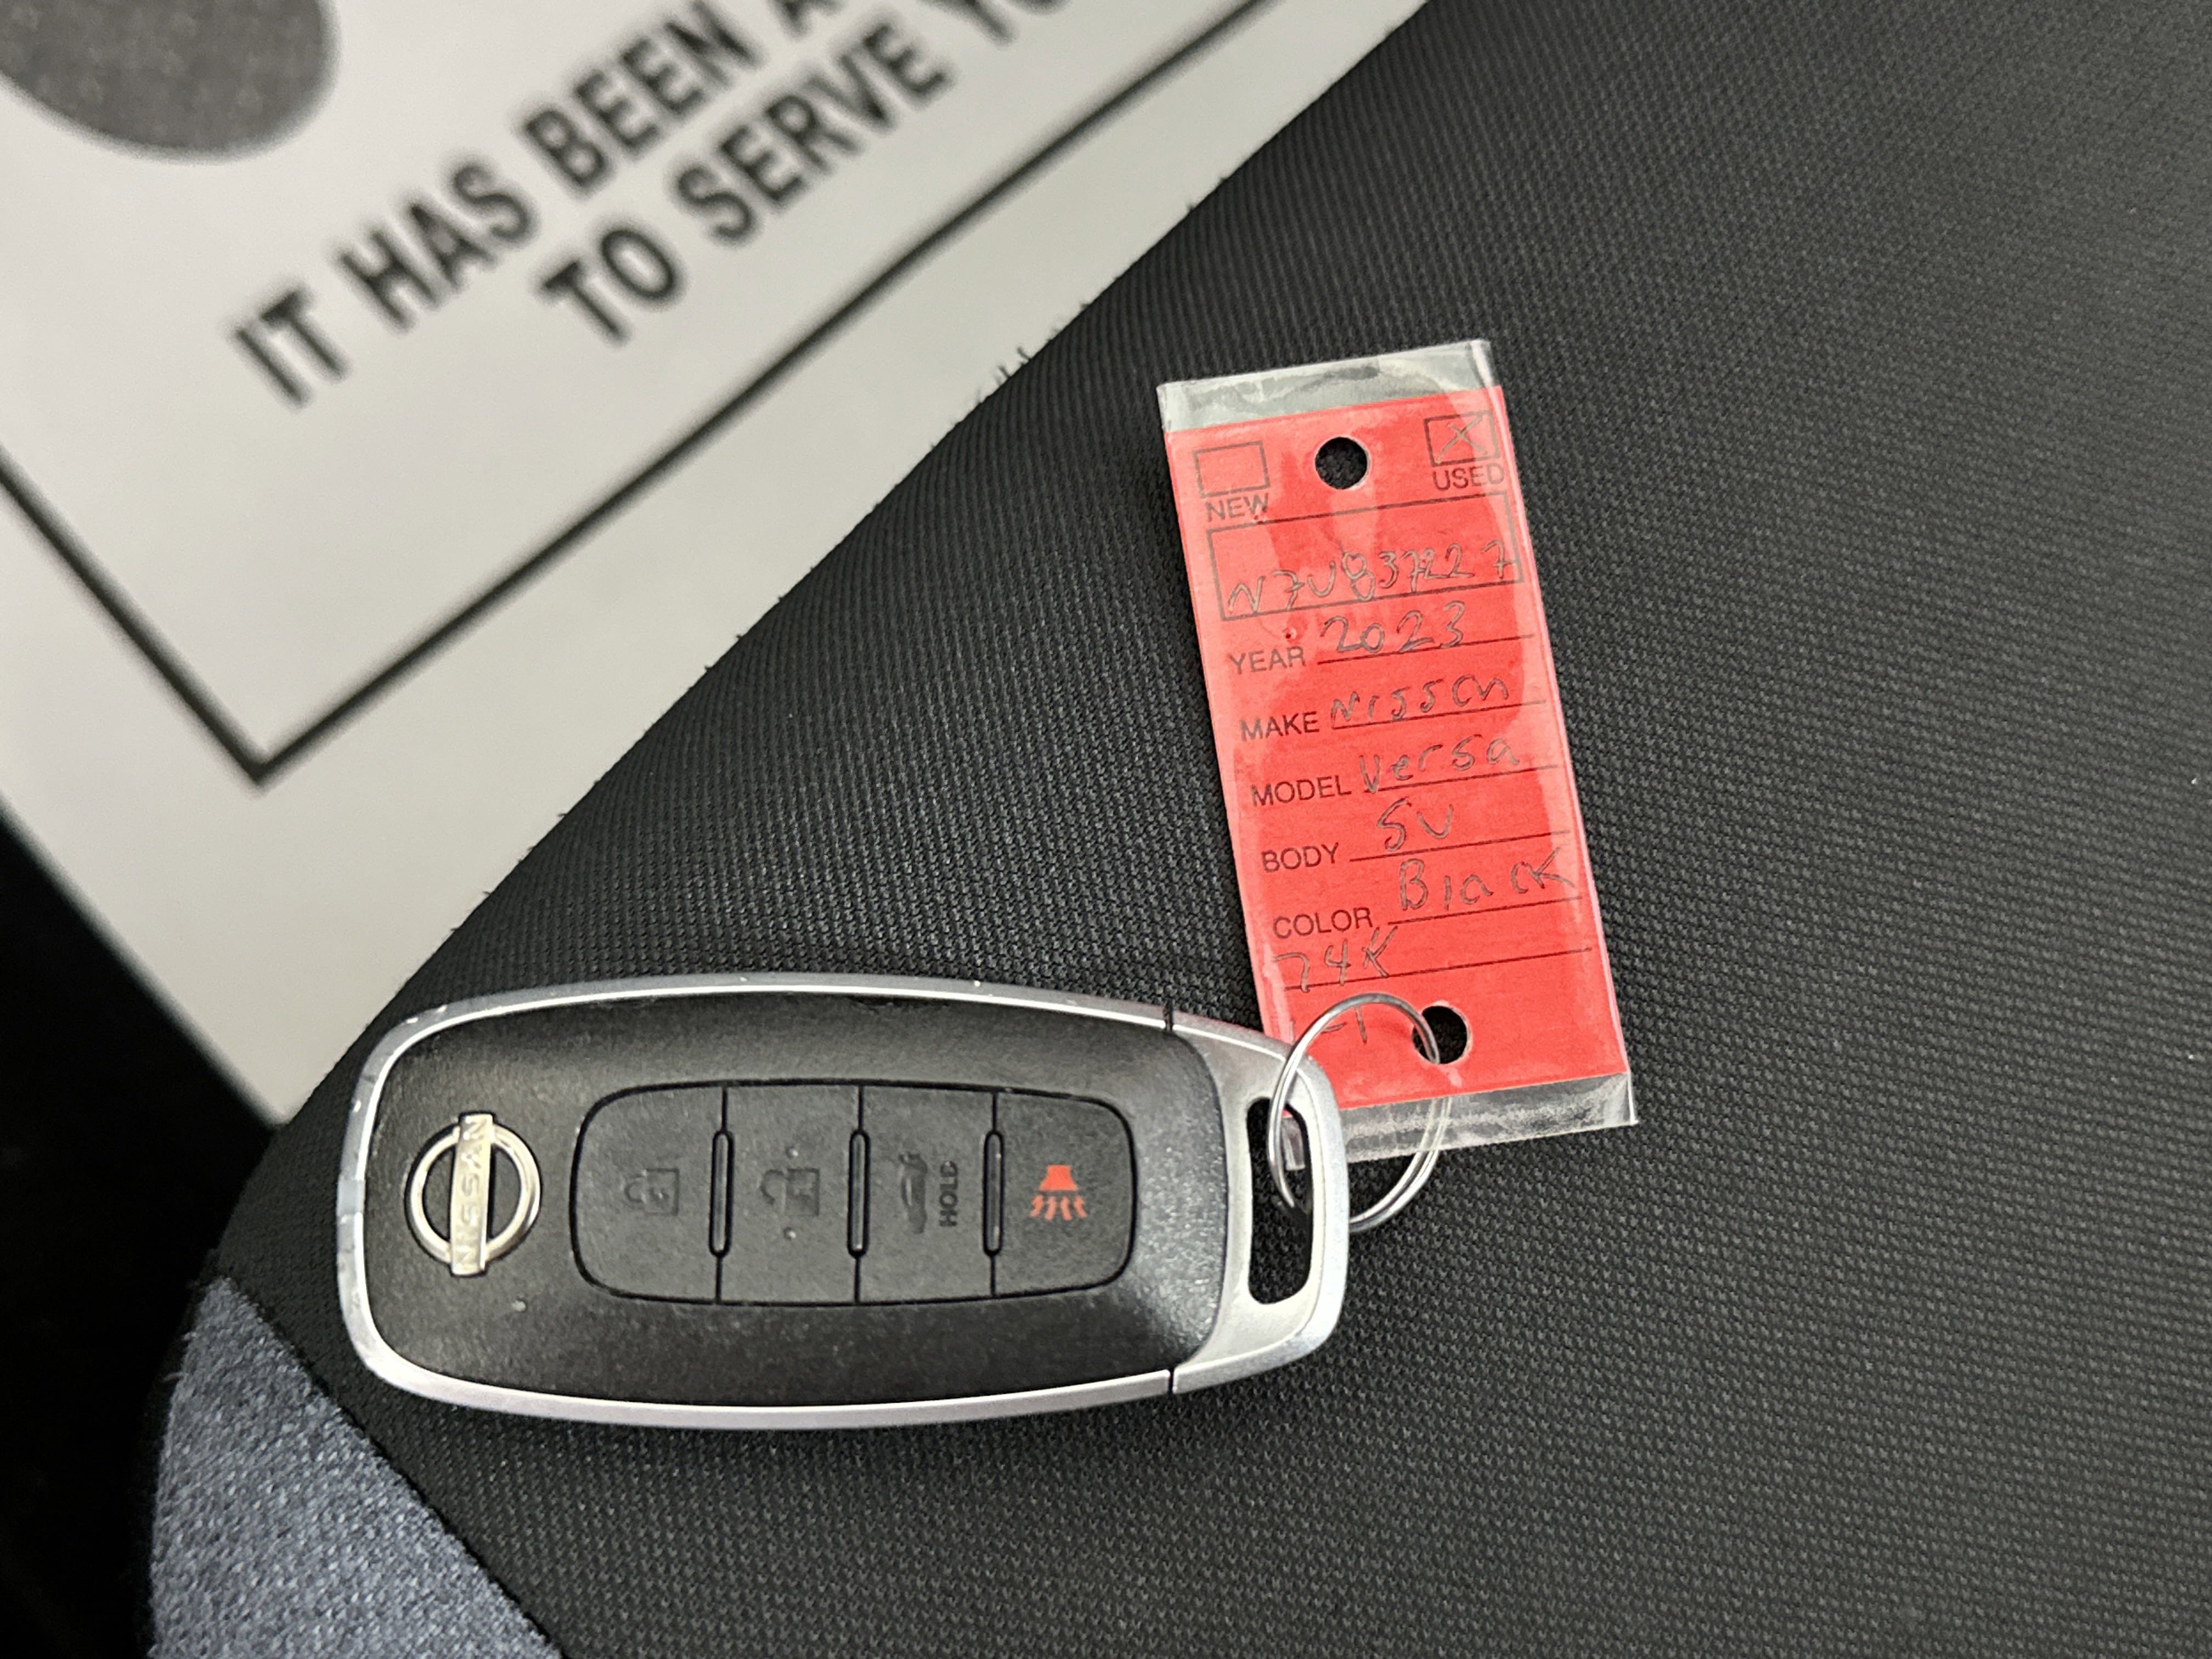 IT HAS BEEN A
TO SERVE YO
NEW
USED
N7U837227
YEAR 2023
MAKE Nissan
MODEL Versa
BODY SV
COLOR Black
74K
NISSAN
HOLD